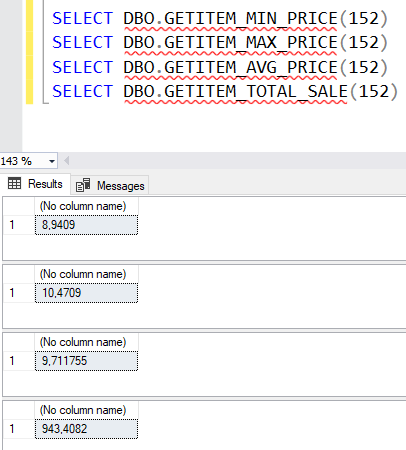 SELECT DBO.GETITEM_MIN_PRICE(152)
SELECT DBO.GETITEM_MAX_PRICE(152)
SELECT DBO.GETITEM_AVG_PRICE(152)
SELECT DBO.GETITEM_TOTAL_SALE(152)
143 %
Results Messages
(No column name)
1 8,9409
(No column name)
1 10,4709
(No column name)
1 9,711755
(No column name)
1 943,4082